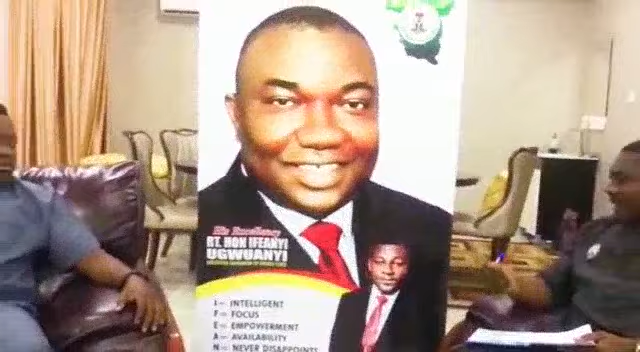 His Excellency
RT. HON IFEANYI
UGWUANYI
I = INTELLIGENT
F = FOCUS
E = EMPOWERMENT
A = AVAILABILITY
N = NEVER DISAPPOINT!